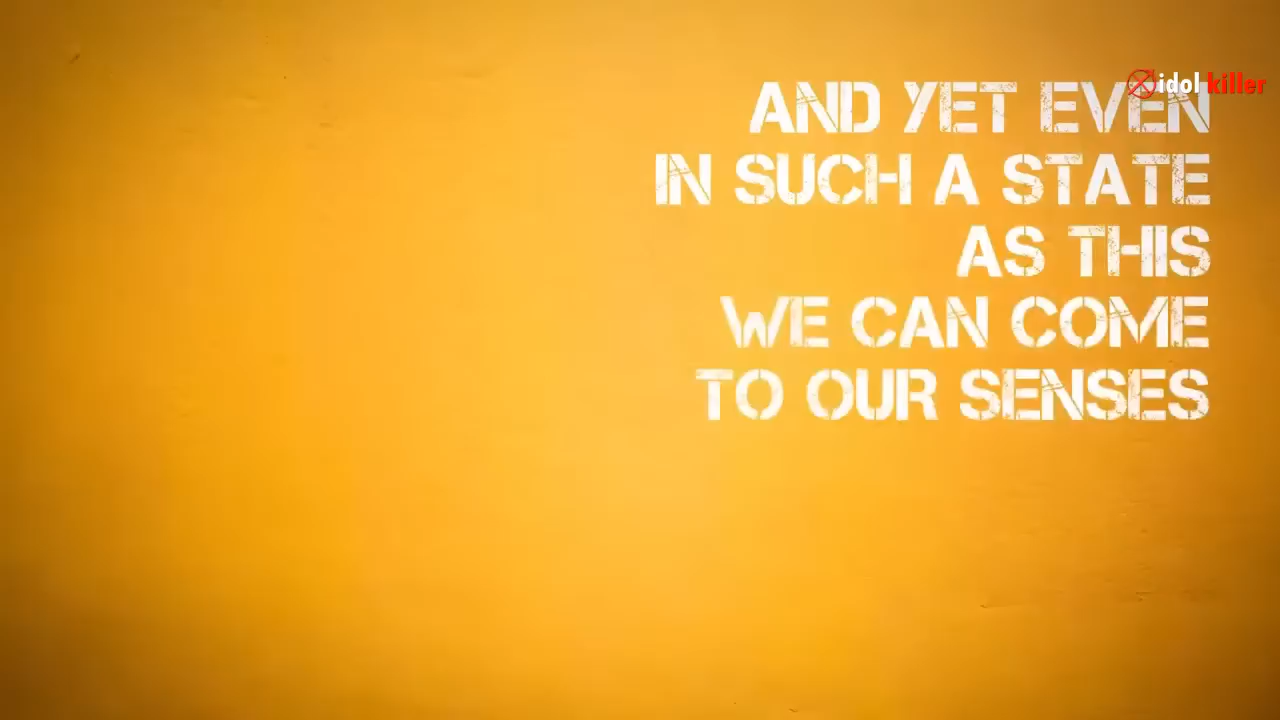 idol killer
AND YET EVEN
IN SUCH A STATE
AS THIS
WE CAN COME
TO OUR SENSES